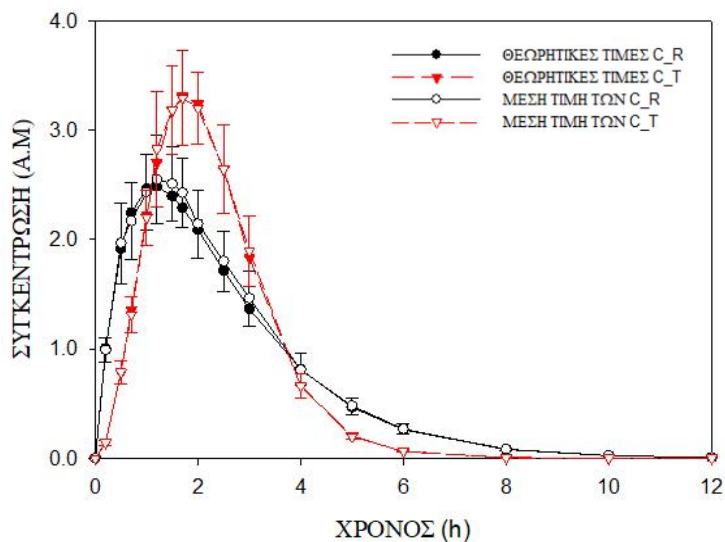 4.0
3.0
2.0
1.0
0.0
ΣΥΓΚΕΝΤΡΩΣΗ (Α.Μ)
ΘΕΩΡΗΤΙΚΕΣ ΤΙΜΕΣ C_R
ΘΕΩΡΗΤΙΚΕΣ ΤΙΜΕΣ C_T
ΜΕΣΗ ΤΙΜΗ ΤΩΝ C_R
ΜΕΣΗ ΤΙΜΗ ΤΩΝ C_T
0 2 4 6 8 10 12
ΧΡΟΝΟΣ (h)